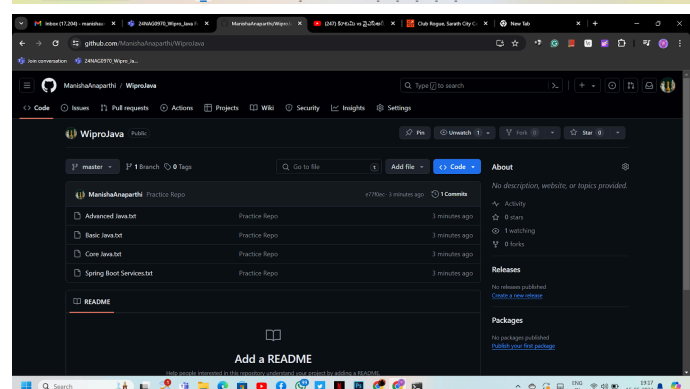 Inbox (17,204) - manisha
24NAG0970_Wipro_Java F
ManishaAnaparthi/WiproJ
Club Rogue, Sarath City C
New Tab
github.com/ManishaAnaparthi/WiproJava
Join conversation 24NAG0970_Wipro_Ja...
ManishaAnaparthi / WiproJava
Type / to search
Code Issues Pull requests Actions Projects Wiki Security Insights Settings
WiproJava Public
Pin Unwatch 1 Fork 0 Star 0
master 1 Branch 0 Tags
Go to file t
Add file Code
About
No description, website, or topics provided.
ManishaAnaparthi Practice Repo
3 minutes ago 1 Commits
Activity
Advanced Java.txt Practice Repo 3 minutes ago
0 stars
Basic Java.txt Practice Repo 3 minutes ago
1 watching
0 forks
Core Java.txt Practice Repo 3 minutes ago
Spring Boot Services.txt Practice Repo 3 minutes ago
Releases
No releases published
Create a new release
README
Packages
No packages published
Publish your first package
Add a README
Help people interested in this repository understand your project by adding a README.
Search
ENG
19:17